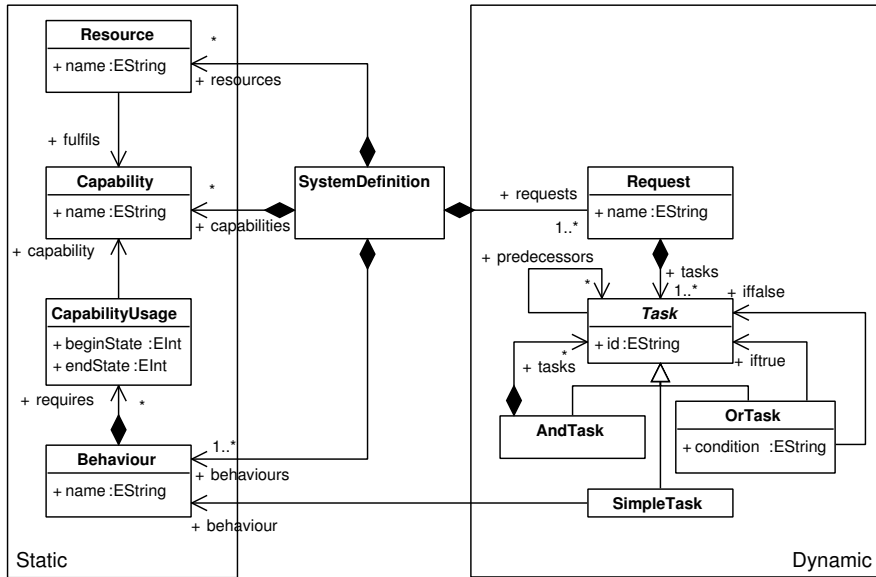 Resource
+ name :EString
*
+ resources
+ fulfils
Capability
+ name :EString
*
+ capabilities
SystemDefinition
+ requests
1..*
Request
+ name :EString
+ capability
+ predecessors
*
+ tasks
1..*
+ iffalse
CapabilityUsage
+ beginState :EInt
+ endState :EInt
Task
+ id :EString
*
+ tasks
+ iftrue
+ requires
*
AndTask
OrTask
+ condition :EString
Behaviour
+ name :EString
1..*
+ behaviours
SimpleTask
+ behaviour
Static
Dynamic